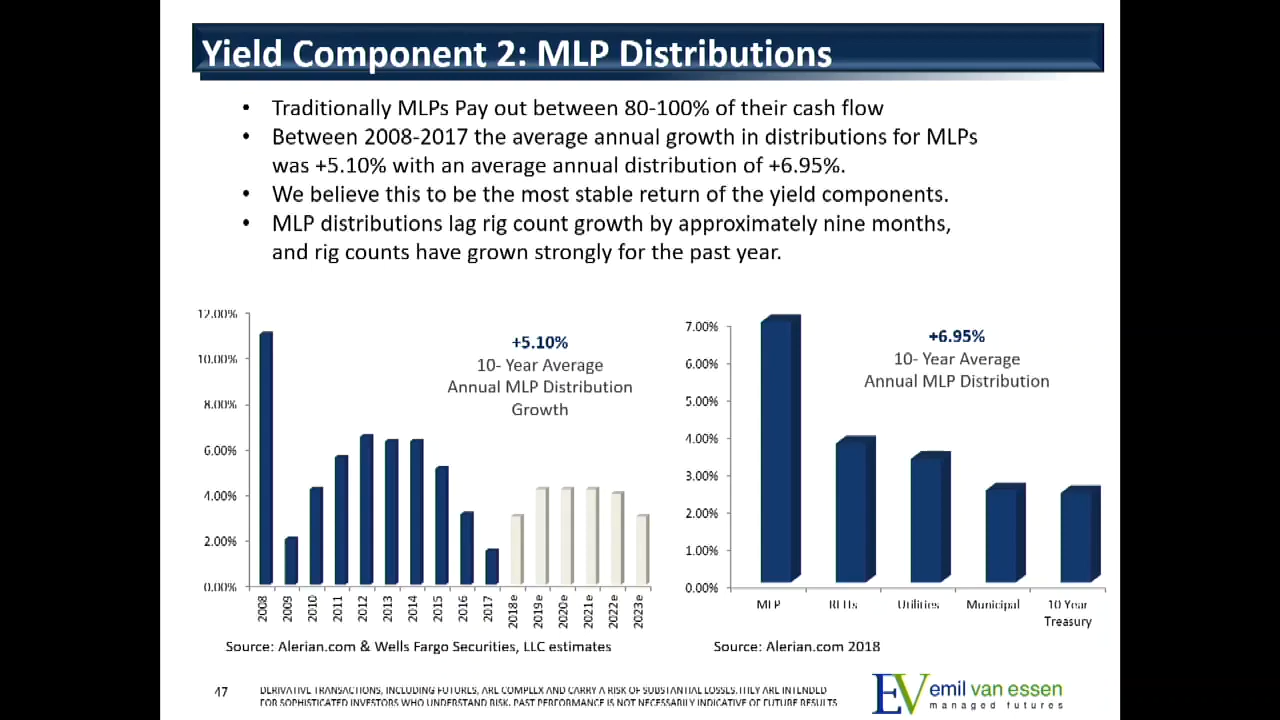 Yield Component 2: MLP Distributions
• Traditionally MLPs Pay out between 80-100% of their cash flow
• Between 2008-2017 the average annual growth in distributions for MLPs
was +5.10% with an average annual distribution of +6.95%.
• We believe this to be the most stable return of the yield components.
• MLP distributions lag rig count growth by approximately nine months,
and rig counts have grown strongly for the past year.
12.00%
10.00%
8.00%
6.00%
4.00%
2.00%
0.00%
+5.10%
10- Year Average
Annual MLP Distribution
Growth
2008 2009 2010 2011 2012 2013 2014 2015 2016 2017 2018e 2019e 2020e 2021e 2022e 2023e
Source: Alerian.com & Wells Fargo Securities, LLC estimates
7.00%
6.00%
5.00%
4.00%
3.00%
2.00%
1.00%
0.00%
+6.95%
10- Year Average
Annual MLP Distribution
MLP REITs Utilities Municipal 10 Year
Treasury
Source: Alerian.com 2018
47
DERIVATIVE TRANSACTIONS, INCLUDING FUTURES, ARE COMPLEX AND CARRY A RISK OF SUBSTANTIAL LOSSES. THEY ARE INTENDED
FOR SOPHISTICATED INVESTORS WHO UNDERSTAND RISK. PAST PERFORMANCE IS NOT NECESSARILY INDICATIVE OF FUTURE RESULTS
EV emil van essen
managed futures